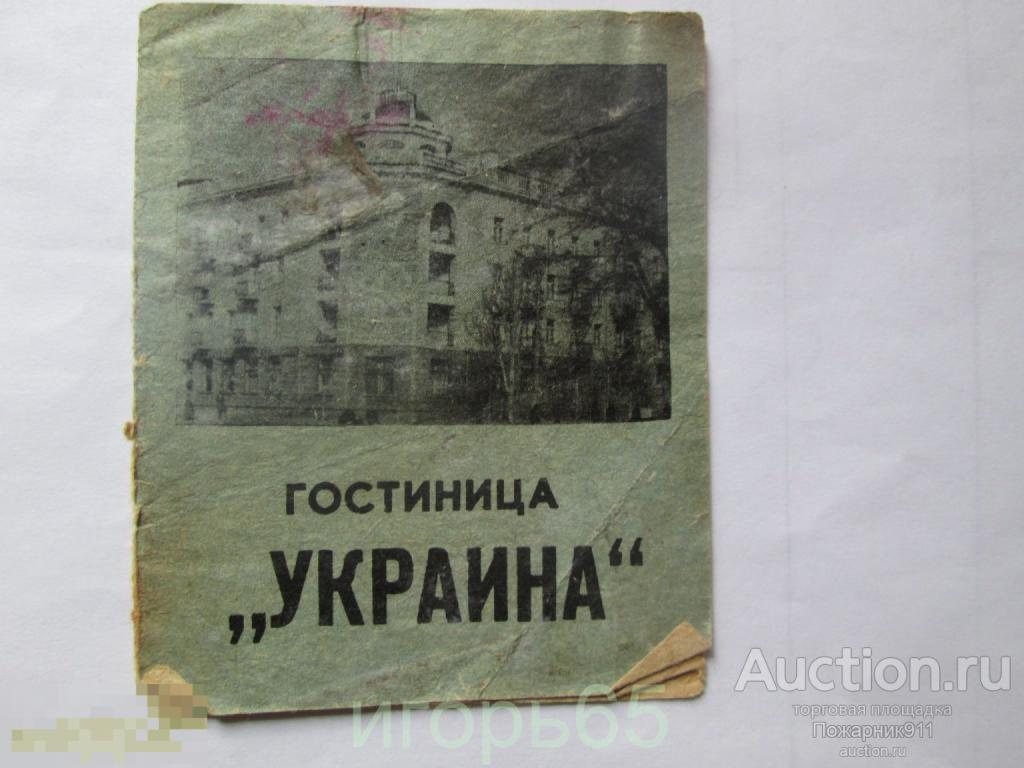 ГОСТИНИЦА
„УКРАИНА“
игорь65
Auction.ru
торговая площадка
Пожарник911
auction.ru